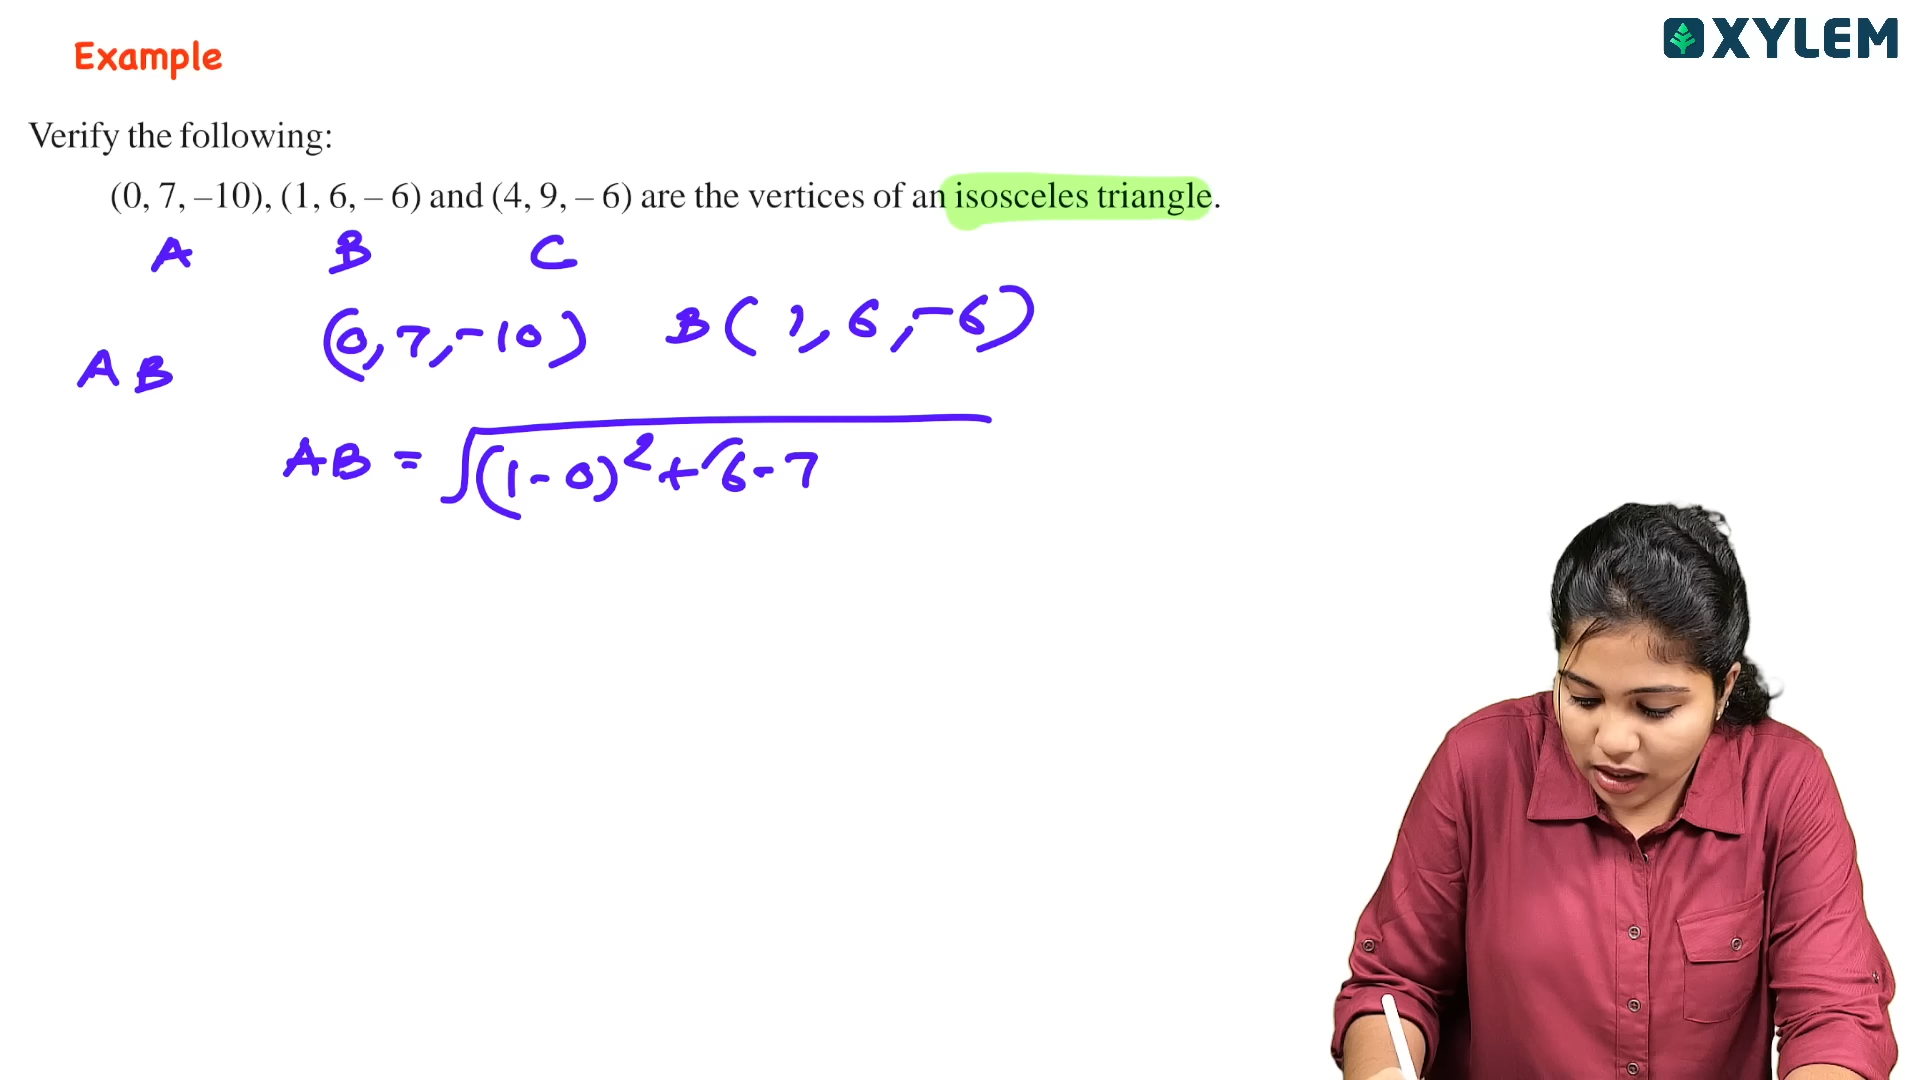 XYLEM
Example
Verify the following:
(0, 7, –10), (1, 6, – 6) and (4, 9, – 6) are the vertices of an isosceles triangle.
A B C
(0, 7, -10) B(1, 6, -6)
AB
AB = √(1-0)² + (6-7